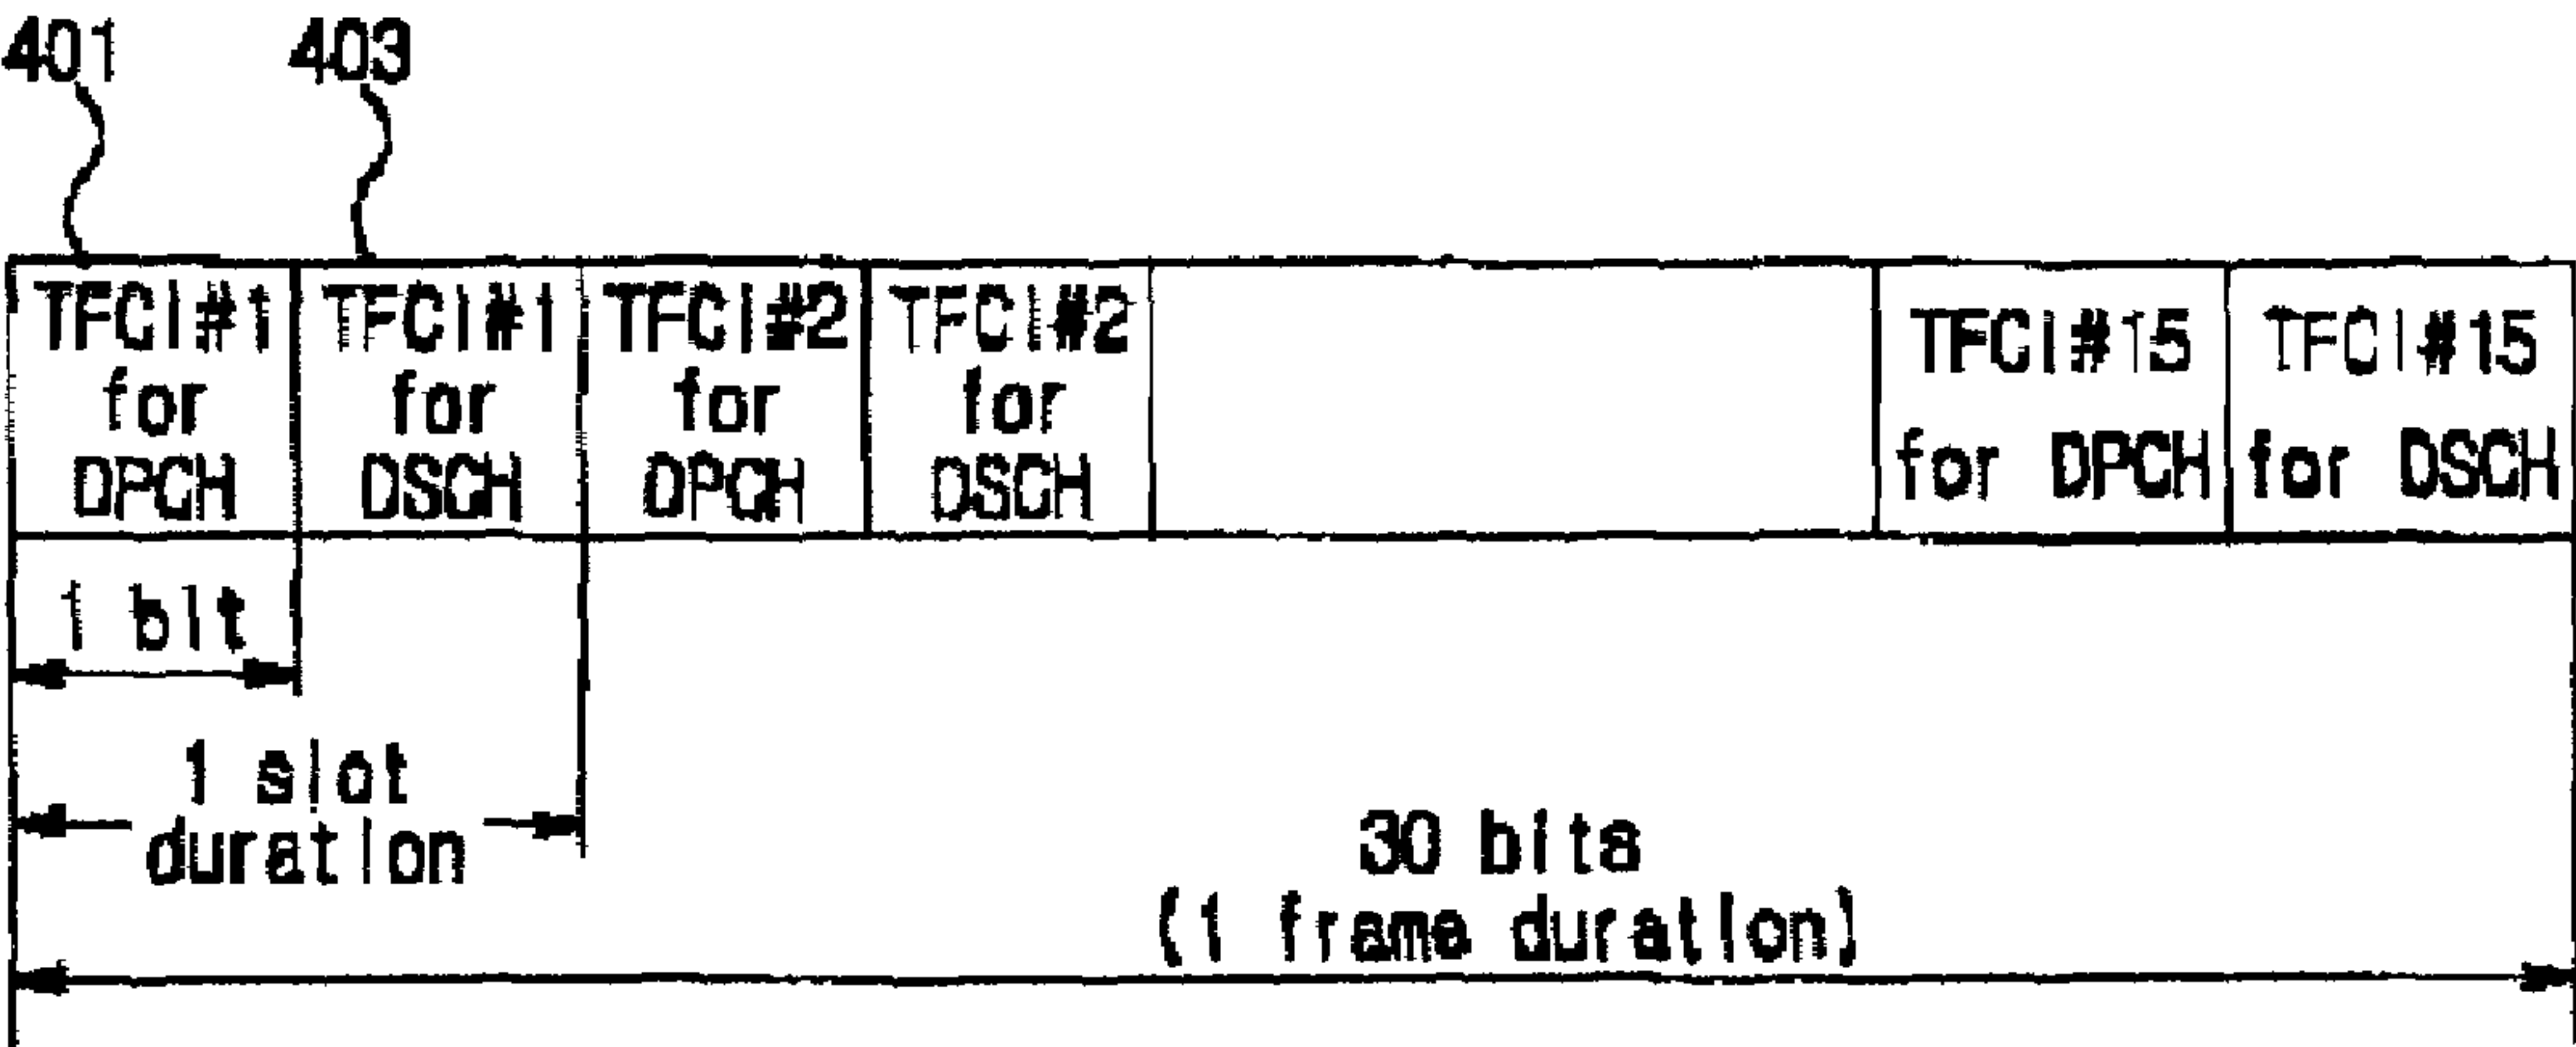 401 403
TFCI#1 for DPCH
TFCI#1 for DSCH
TFCI#2 for DPCH
TFCI#2 for DSCH
TFCI#15 for DPCH
TFCI#15 for DSCH
1 bit
1 slot
duration
30 bits
(1 frame duration)